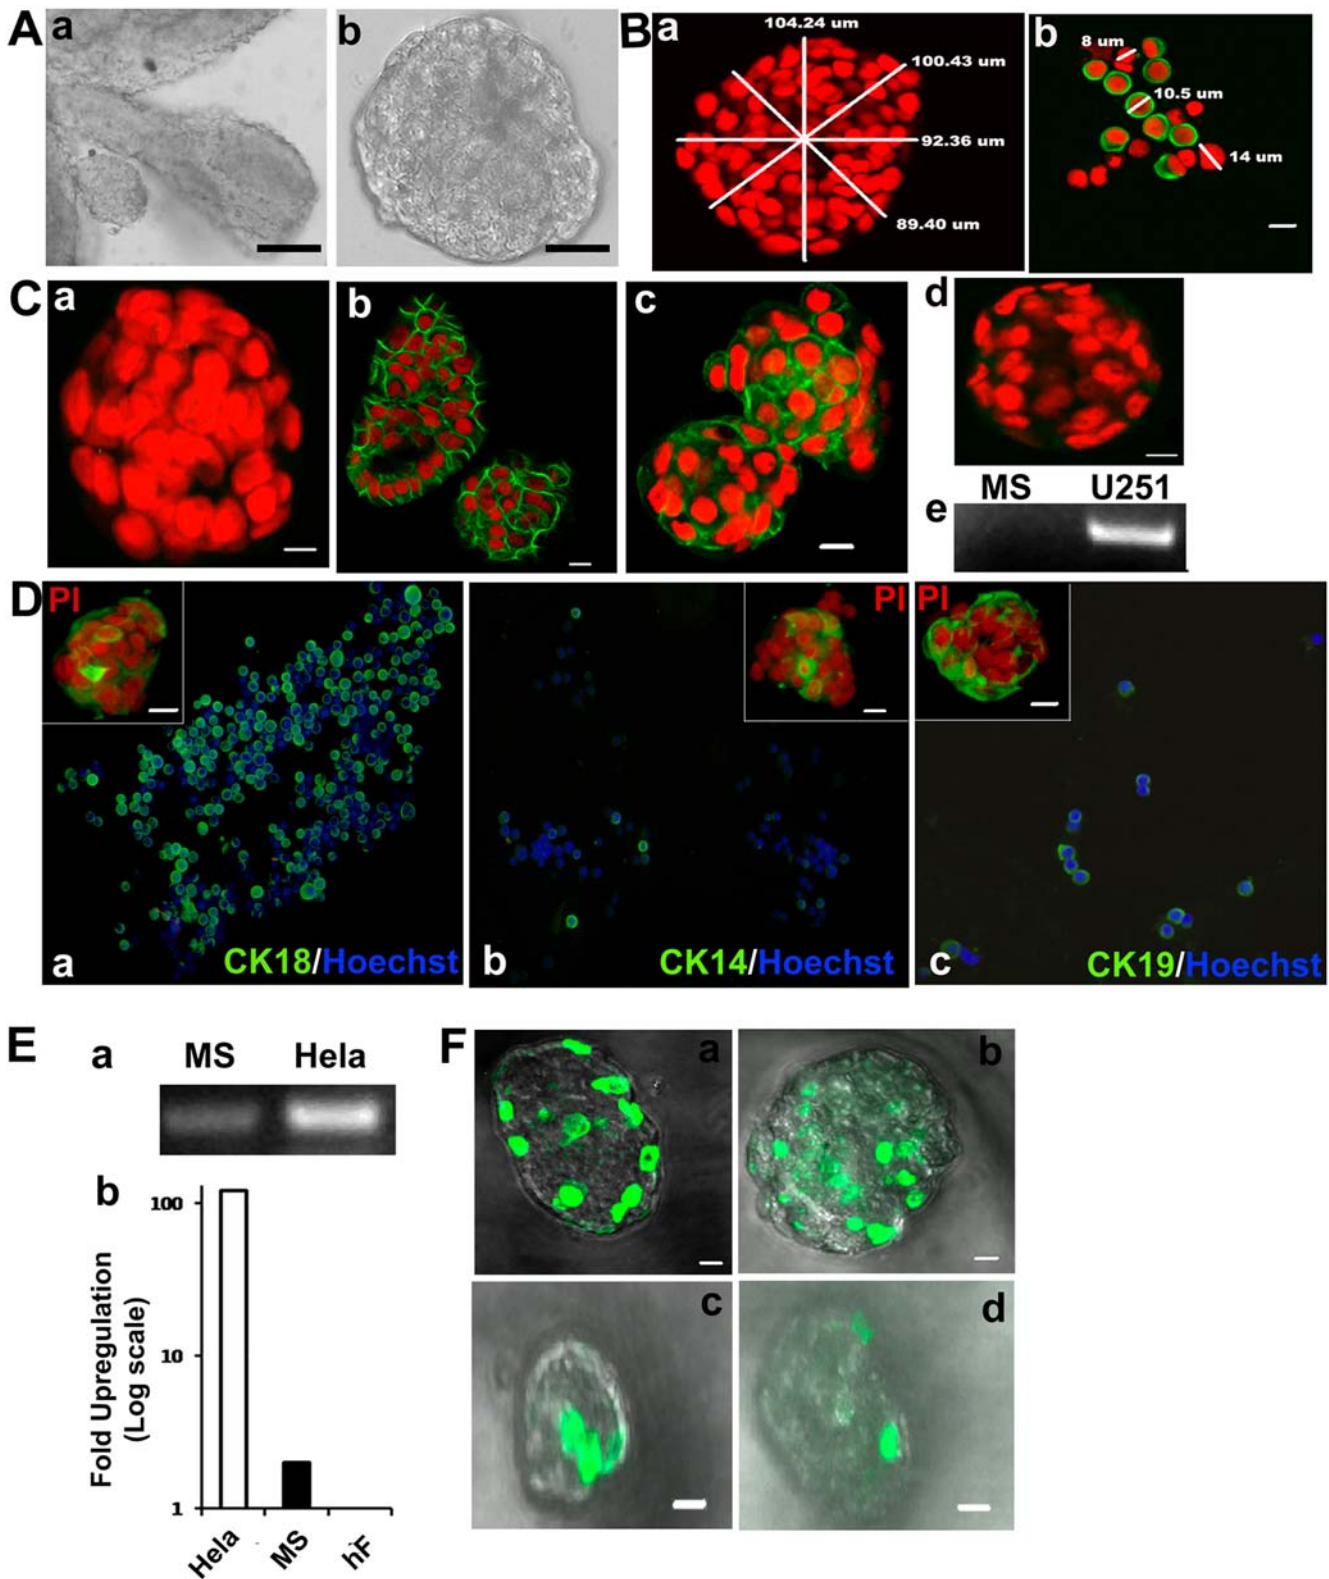 A
a
b
B
a
104.24 um
100.43 um
92.36 um
89.40 um
b
8 um
10.5 um
14 um
C
a
b
c
d
MS U251
e
D
PI
CK18/Hoechst
a
PI
CK14/Hoechst
b
PI
CK19/Hoechst
c
E
a
MS Hela
b
Fold Upregulation
(Log scale)
100
10
1
Hela
MS
hF
F
a
b
c
d